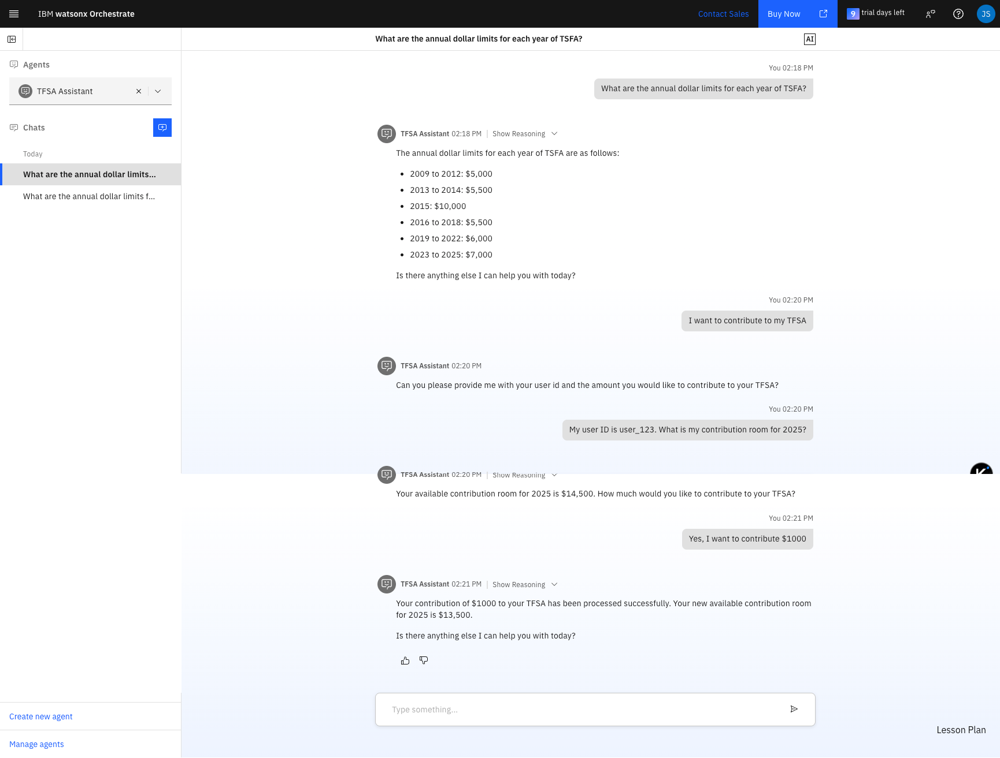 IBM watsonx Orchestrate
Contact Sales
Buy Now
9 trial days left
JS
What are the annual dollar limits for each year of TSFA?
AI
Agents
TFSA Assistant
Chats
Today
What are the annual dollar limits...
What are the annual dollar limits f...
Create new agent
Manage agents
You 02:18 PM
What are the annual dollar limits for each year of TSFA?
TFSA Assistant 02:18 PM | Show Reasoning
The annual dollar limits for each year of TSFA are as follows:
• 2009 to 2012: $5,000
• 2013 to 2014: $5,500
• 2015: $10,000
• 2016 to 2018: $5,500
• 2019 to 2022: $6,000
• 2023 to 2025: $7,000
Is there anything else I can help you with today?
You 02:20 PM
I want to contribute to my TFSA
TFSA Assistant 02:20 PM
Can you please provide me with your user id and the amount you would like to contribute to your TFSA?
You 02:20 PM
My user ID is user_123. What is my contribution room for 2025?
TFSA Assistant 02:20 PM | Show Reasoning
Your available contribution room for 2025 is $14,500. How much would you like to contribute to your TFSA?
You 02:21 PM
Yes, I want to contribute $1000
TFSA Assistant 02:21 PM | Show Reasoning
Your contribution of $1000 to your TFSA has been processed successfully. Your new available contribution room
for 2025 is $13,500.
Is there anything else I can help you with today?
Type something...
Lesson Plan